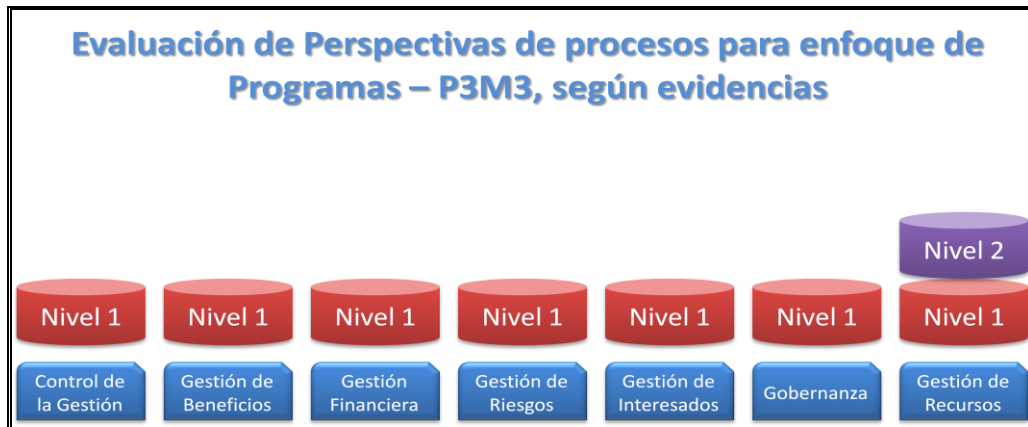 Evaluación de Perspectivas de procesos para enfoque de
Programas – P3M3, según evidencias
Nivel 2
Nivel 1
Nivel 1
Nivel 1
Nivel 1
Nivel 1
Nivel 1
Nivel 1
Control de
la Gestión
Gestión de
Beneficios
Gestión
Financiera
Gestión de
Riesgos
Gestión de
Interesados
Gobernanza
Gestión de
Recursos